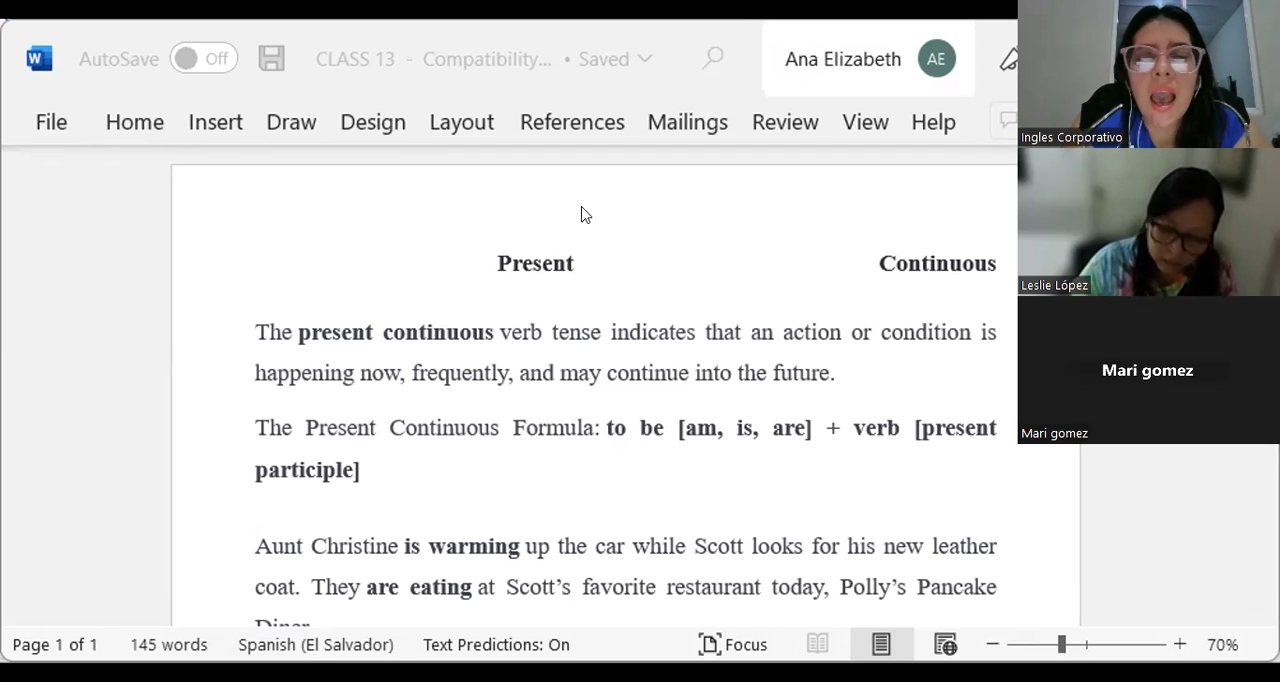 AutoSave Off CLASS 13 - Compatibility... • Saved Ana Elizabeth AE
File Home Insert Draw Design Layout References Mailings Review View Help
Ingles Corporativo
Leslie López
Mari gomez
Mari gomez
Present Continuous
The present continuous verb tense indicates that an action or condition is
happening now, frequently, and may continue into the future.
The Present Continuous Formula: to be [am, is, are] + verb [present
participle]
Aunt Christine is warming up the car while Scott looks for his new leather
coat. They are eating at Scott’s favorite restaurant today, Polly’s Pancake
Diner
Page 1 of 1 145 words Spanish (El Salvador) Text Predictions: On Focus 70%